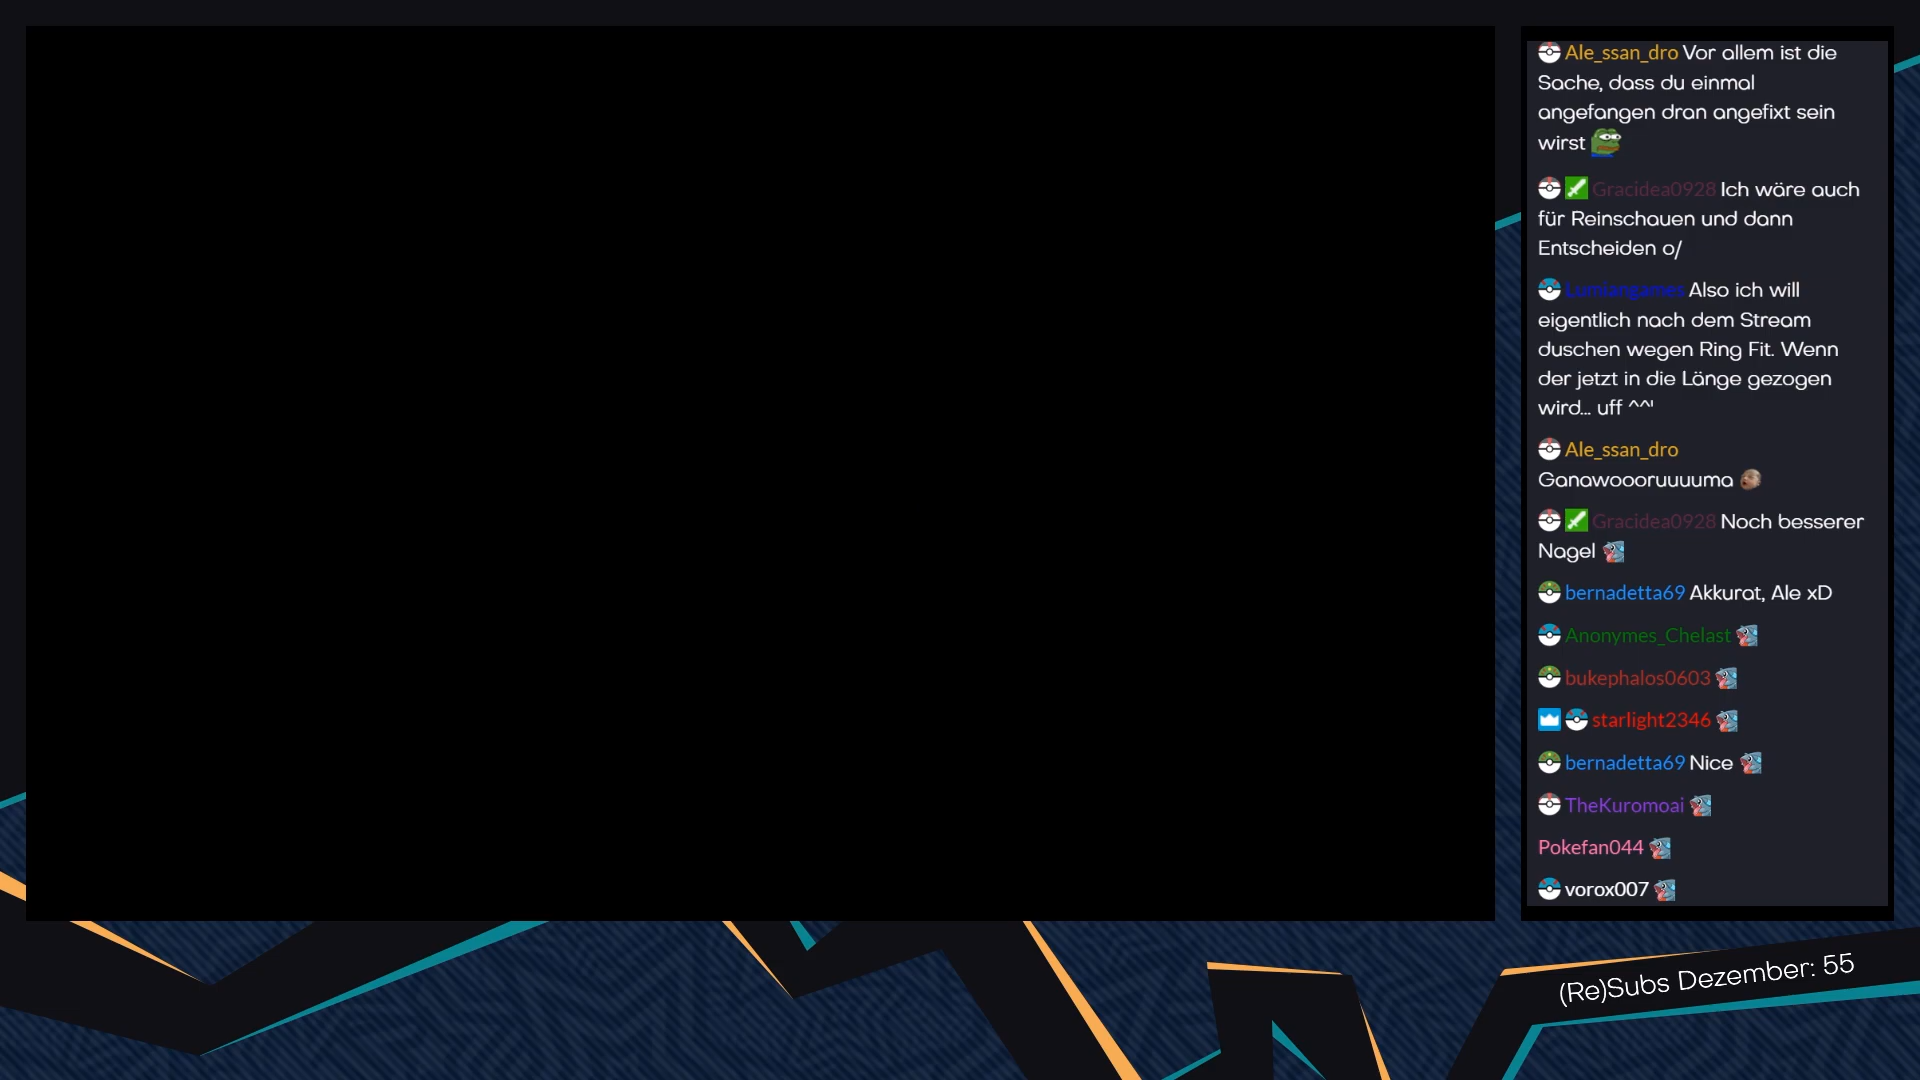 Ale_ssan_dro Vor allem ist die
Sache, dass du einmal
angefangen dran angefixt sein
wirst
Gracidea0928 Ich wäre auch
für Reinschauen und dann
Entscheiden o/
Lumiangames Also ich will
eigentlich nach dem Stream
duschen wegen Ring Fit. Wenn
der jetzt in die Länge gezogen
wird... uff ^^'
Ale_ssan_dro
Ganawoooruuuuma
Gracidea0928 Noch besserer
Nagel
bernadetta69 Akkurat, Ale xD
Anonymes_Chelast
bukephalos0603
starlight2346
bernadetta69 Nice
TheKuromoai
Pokefan044
vorox007
(Re)Subs Dezember: 55